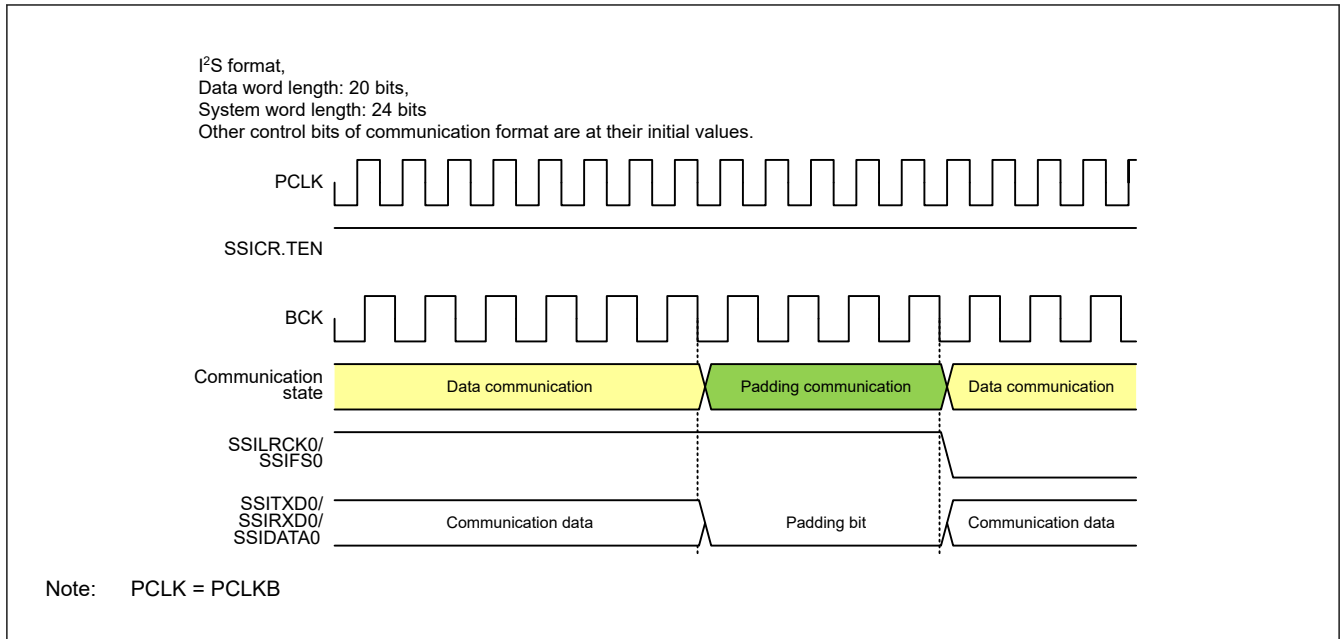 I²S format,
Data word length: 20 bits,
System word length: 24 bits
Other control bits of communication format are at their initial values.
PCLK
SSICR.TEN
BCK
Communication
state
Data communication
Padding communication
Data communication
SSILRCK0/
SSIFS0
SSITXD0/
SSIRXD0/
SSIDATA0
Communication data
Padding bit
Communication data
Note: PCLK = PCLKB